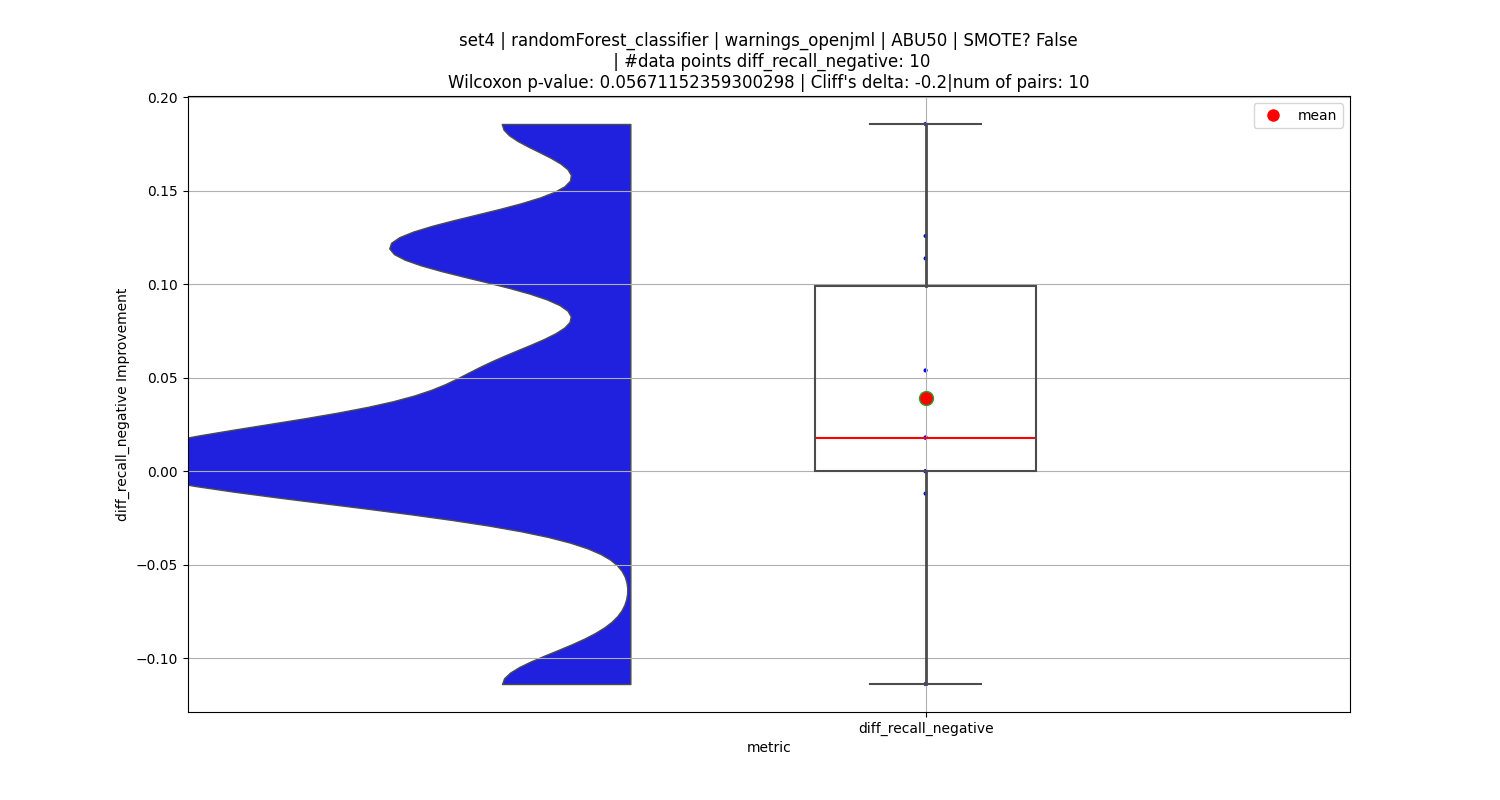 set4 | randomForest_classifier | warnings_openjml | ABU50 | SMOTE? False
| #data points diff_recall_negative: 10
Wilcoxon p-value: 0.05671152359300298 | Cliff's delta: -0.2|num of pairs: 10
mean
0.20
0.15
0.10
0.05
0.00
−0.05
−0.10
diff_recall_negative Improvement
diff_recall_negative
metric